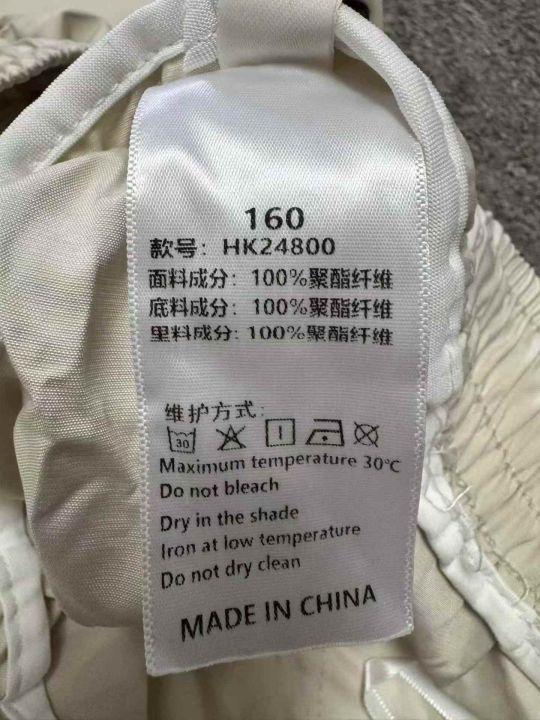 160
款号: HK24800
面料成分: 100%聚酯纤维
底料成分: 100%聚酯纤维
里料成分: 100%聚酯纤维
维护方式:
30
Maximum temperature 30℃
Do not bleach
Dry in the shade
Iron at low temperature
Do not dry clean
MADE IN CHINA